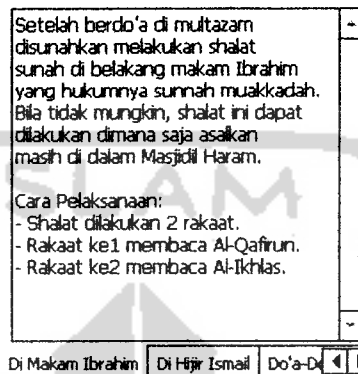 Setelah berdo'a di multazam
disunahkan melakukan shalat
sunah di belakang makam Ibrahim
yang hukumnya sunnah muakkadah.
Bila tidak mungkin, shalat ini dapat
dilakukan dimana saja asalkan
masih di dalam Masjidil Haram.
Cara Pelaksanaan:
- Shalat dilakukan 2 rakaat.
- Rakaat ke1 membaca Al-Qafirun.
- Rakaat ke2 membaca Al-Ikhlas.
Di Makam Ibrahim Di Hijir Ismail Do'a-D